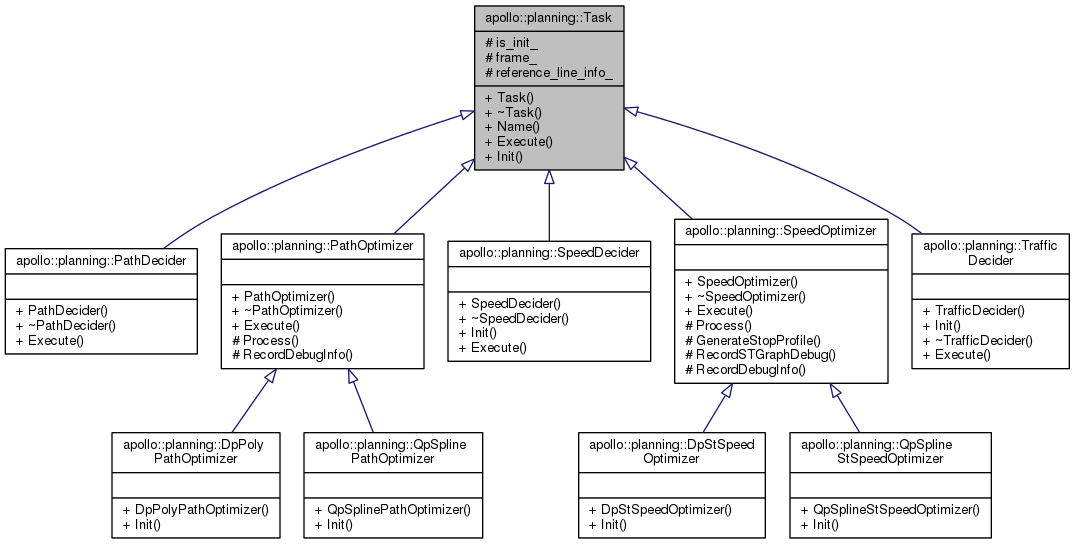 apollo::planning::Task
# is_init_
# frame_
# reference_line_info_
+ Task()
+ ~Task()
+ Name()
+ Execute()
+ Init()
apollo::planning::PathDecider
+ PathDecider()
+ ~PathDecider()
+ Execute()
apollo::planning::PathOptimizer
+ PathOptimizer()
+ ~PathOptimizer()
+ Execute()
# Process()
# RecordDebugInfo()
apollo::planning::SpeedDecider
+ SpeedDecider()
+ ~SpeedDecider()
+ Init()
+ Execute()
apollo::planning::SpeedOptimizer
+ SpeedOptimizer()
+ ~SpeedOptimizer()
+ Execute()
# Process()
# GenerateStopProfile()
# RecordSTGraphDebug()
# RecordDebugInfo()
apollo::planning::Traffic
Decider
+ TrafficDecider()
+ Init()
+ ~TrafficDecider()
+ Execute()
apollo::planning::DpPoly
PathOptimizer
+ DpPolyPathOptimizer()
+ Init()
apollo::planning::QpSpline
PathOptimizer
+ QpSplinePathOptimizer()
+ Init()
apollo::planning::DpStSpeed
Optimizer
+ DpStSpeedOptimizer()
+ Init()
apollo::planning::QpSpline
StSpeedOptimizer
+ QpSplineStSpeedOptimizer()
+ Init()